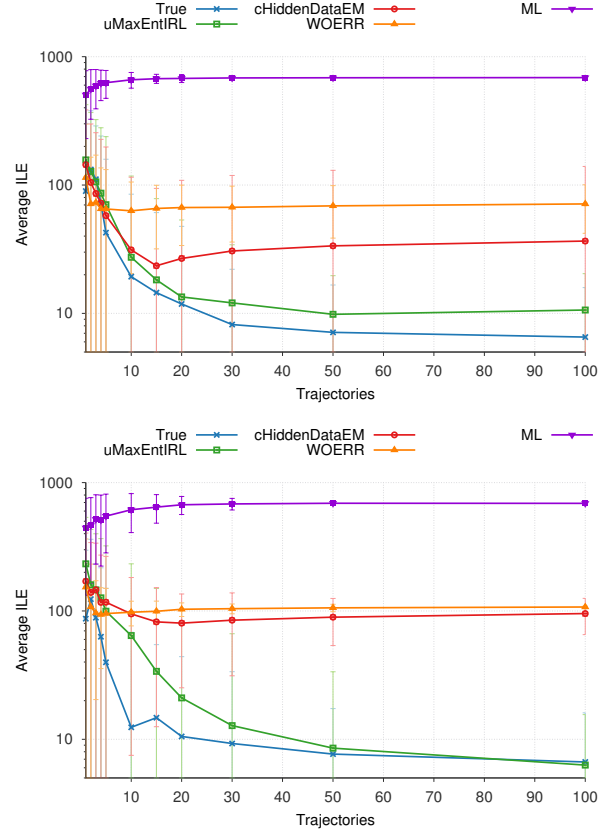 True cHiddenDataEM ML
uMaxEntIRL WOERR
1000
100
10
Average ILE
10 20 30 40 50 60 70 80 90 100
Trajectories
True cHiddenDataEM ML
uMaxEntIRL WOERR
1000
100
10
Average ILE
10 20 30 40 50 60 70 80 90 100
Trajectories